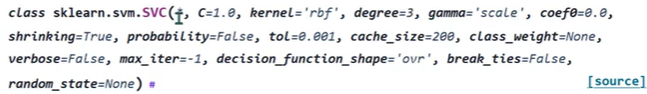 class sklearn.svm.SVC(*, C=1.0, kernel='rbf', degree=3, gamma='scale', coef0=0.0,
shrinking=True, probability=False, tol=0.001, cache_size=200, class_weight=None,
verbose=False, max_iter=-1, decision_function_shape='ovr', break_ties=False,
random_state=None) #
[source]